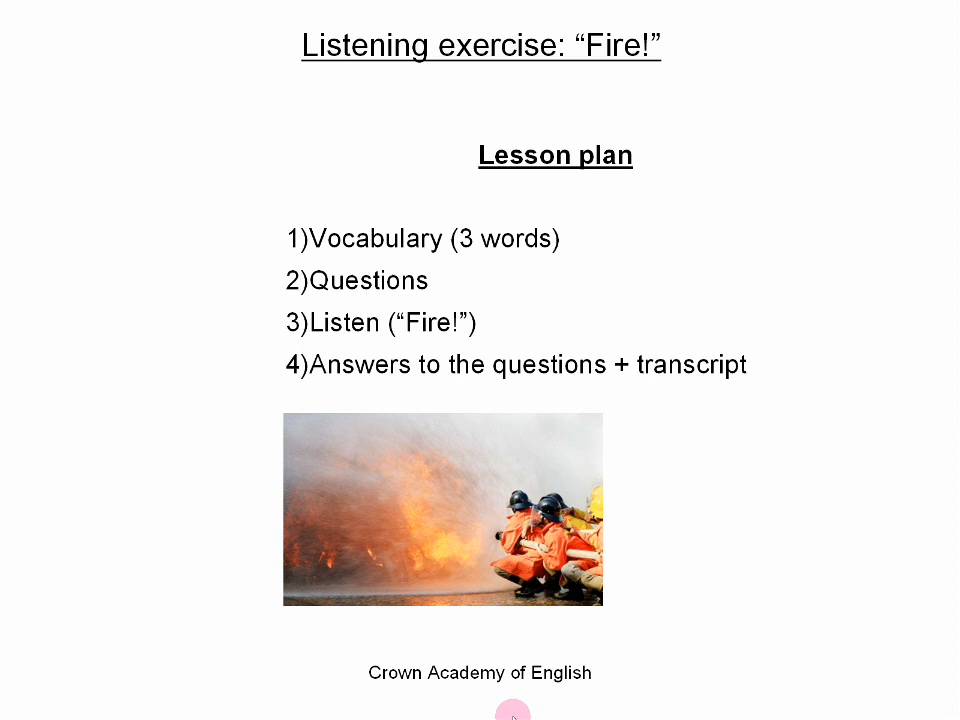 Listening exercise: “Fire!”
Lesson plan
1)Vocabulary (3 words)
2)Questions
3)Listen (“Fire!”)
4)Answers to the questions + transcript
Crown Academy of English